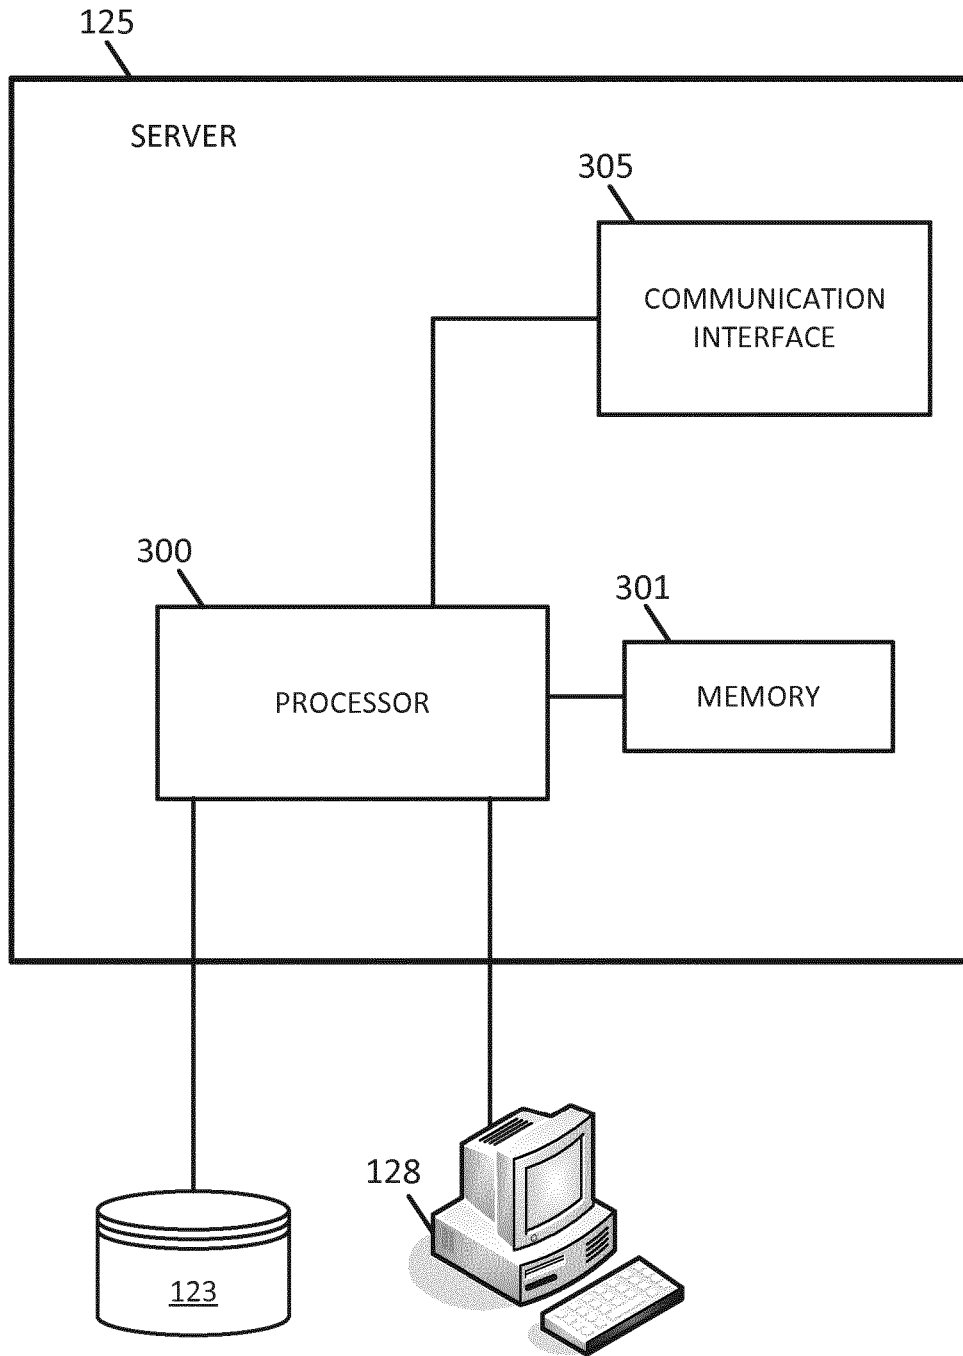 125
SERVER
305
COMMUNICATION
INTERFACE
300
301
PROCESSOR
MEMORY
128
123